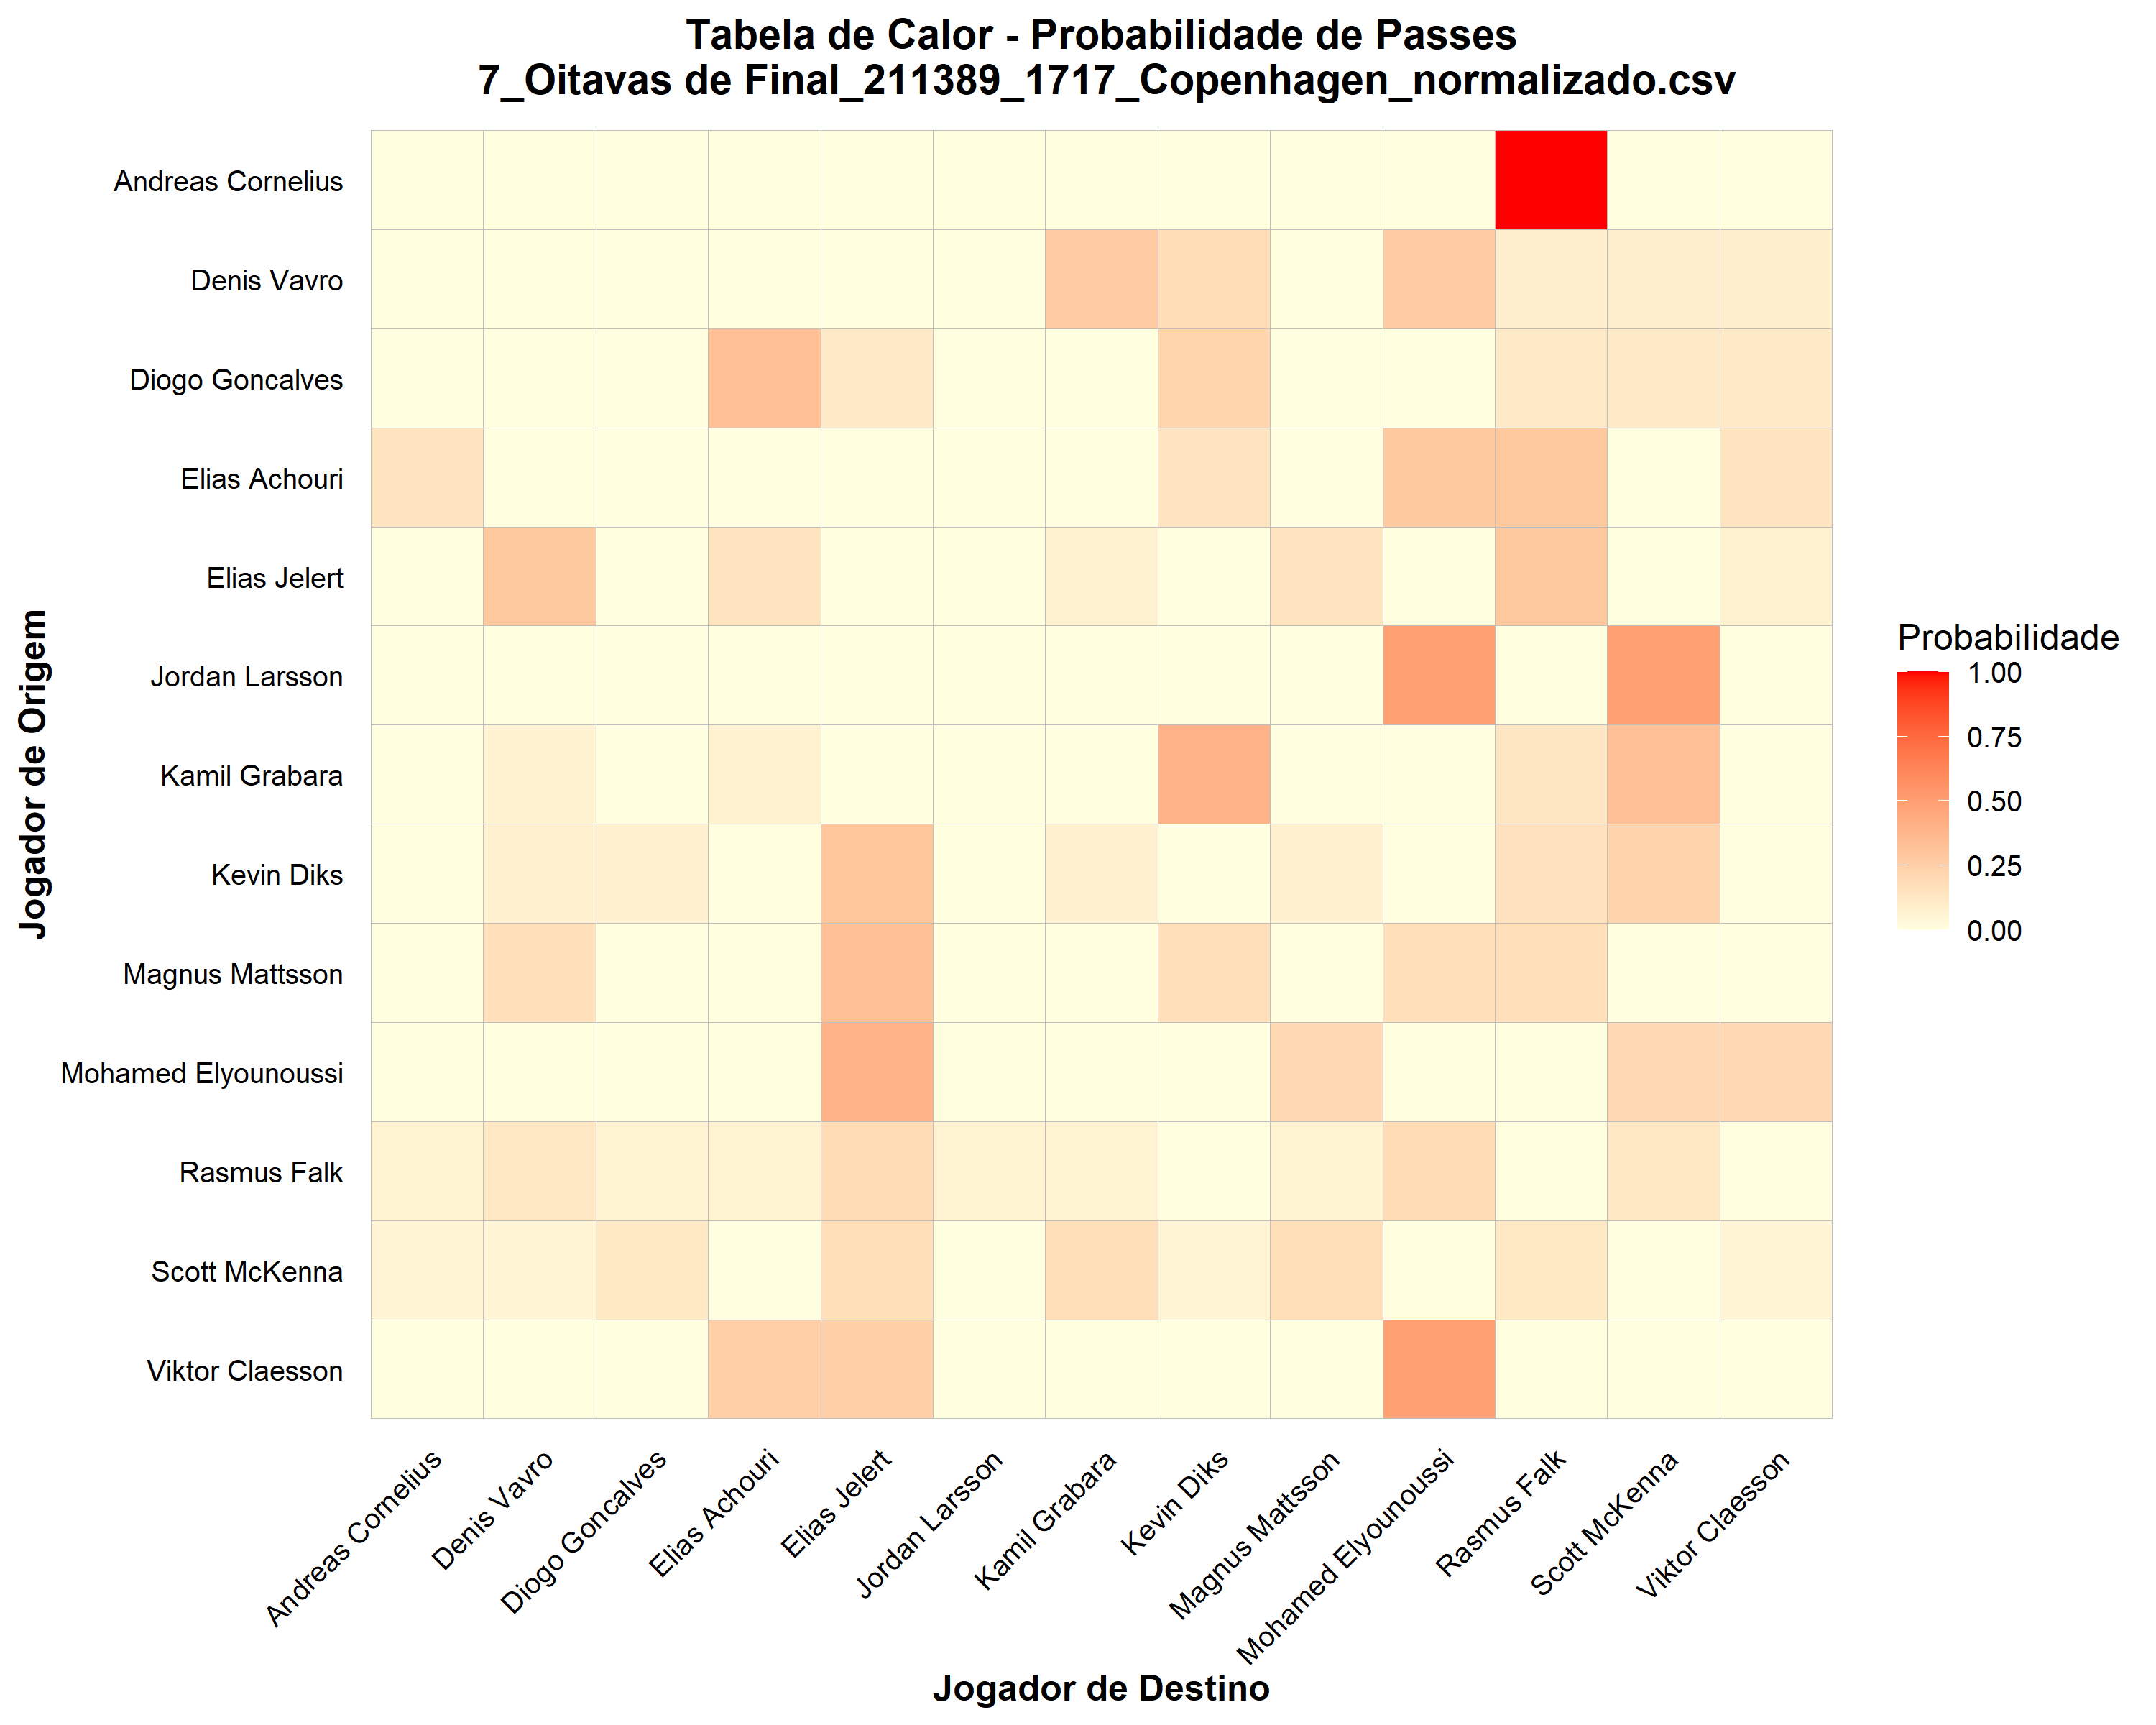 Tabela de Calor - Probabilidade de Passes
7_Oitavas de Final_211389_1717_Copenhagen_normalizado.csv
Jogador de Origem
Andreas Cornelius
Denis Vavro
Diogo Goncalves
Elias Achouri
Elias Jelert
Jordan Larsson
Kamil Grabara
Kevin Diks
Magnus Mattsson
Mohamed Elyounoussi
Rasmus Falk
Scott McKenna
Viktor Claesson
Andreas Cornelius
Denis Vavro
Diogo Goncalves
Elias Achouri
Elias Jelert
Jordan Larsson
Kamil Grabara
Kevin Diks
Magnus Mattsson
Mohamed Elyounoussi
Rasmus Falk
Scott McKenna
Viktor Claesson
Jogador de Destino
Probabilidade
1.00
0.75
0.50
0.25
0.00